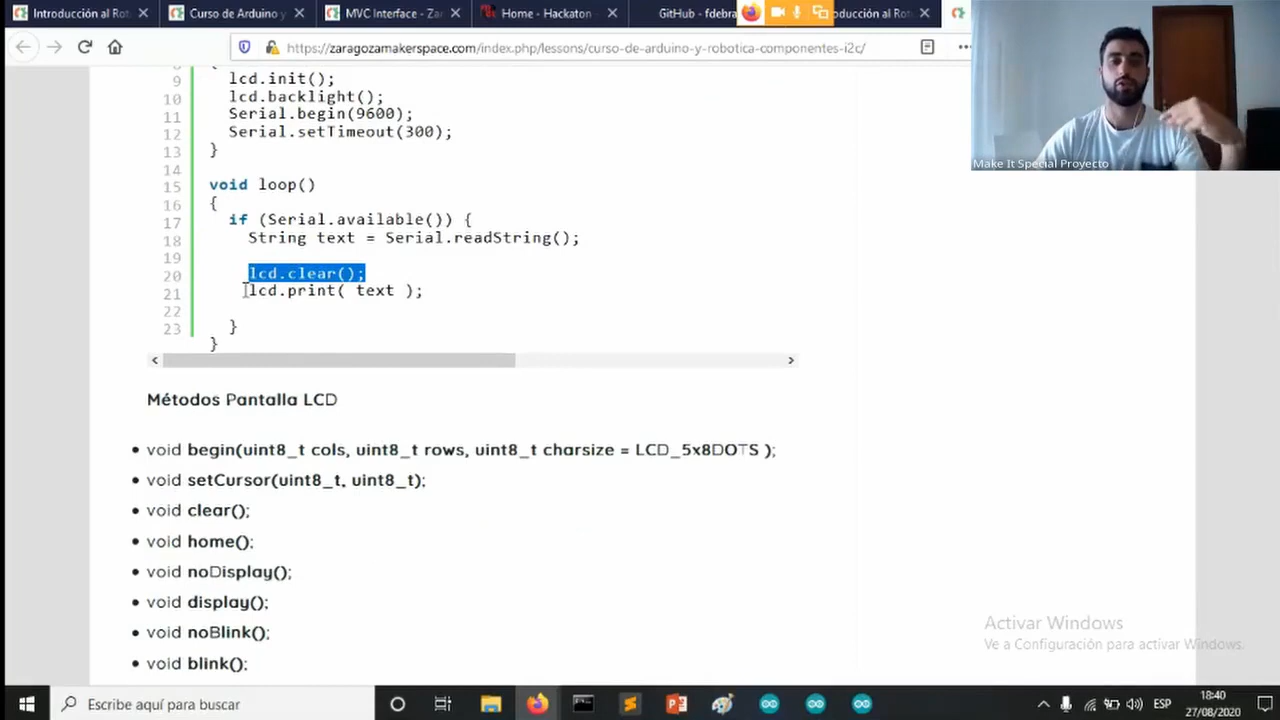 Introducción al Rob
Curso de Arduino y
MVC Interface - Zar
Home - Hackaton
GitHub - fdebra
oducción al Rob
https://zaragozamakerspace.com/index.php/lessons/curso-de-arduino-y-robotica-componentes-i2c/
Make It Special Proyecto
{
9 lcd.init();
10 lcd.backlight();
11 Serial.begin(9600);
12 Serial.setTimeout(300);
13 }
14
15 void loop()
16 {
17 if (Serial.available()) {
18 String text = Serial.readString();
19
20 lcd.clear();
21 lcd.print( text );
22
23 }
}
Métodos Pantalla LCD
• void begin(uint8_t cols, uint8_t rows, uint8_t charsize = LCD_5x8DOTS );
• void setCursor(uint8_t, uint8_t);
• void clear();
• void home();
• void noDisplay();
• void display();
• void noBlink();
• void blink();
Activar Windows
Ve a Configuración para activar Windows.
Escribe aquí para buscar
ESP
18:40
27/08/2020